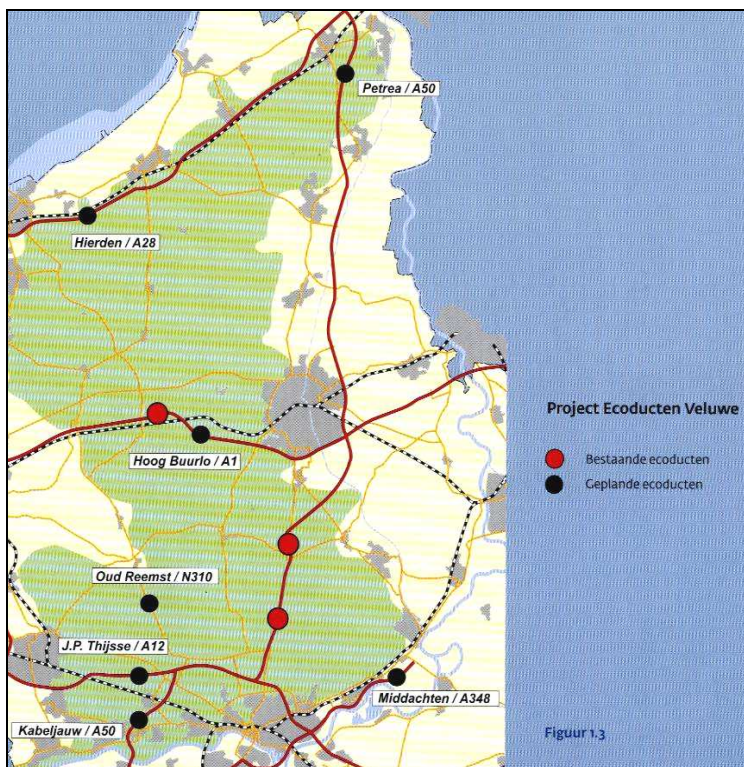 Petrea / A50
Hierden / A28
Hoog Buurlo / A1
Project Ecoducten Veluwe
Bestaande ecoducten
Geplande ecoducten
Oud Reemst / N310
J.P. Thijsse / A12
Middachten / A348
Kabeljauw / A50
Figuur 1.3